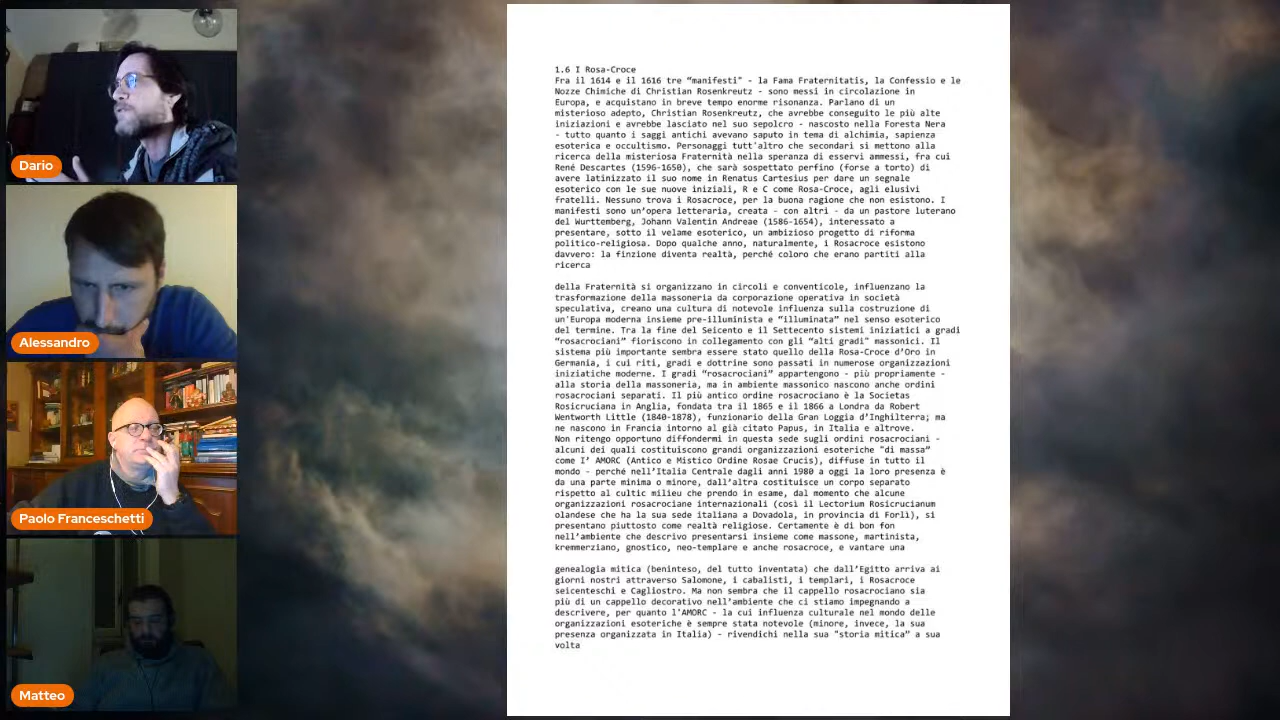 Dario
Alessandro
Paolo Franceschetti
Matteo
1.6 I Rosa-Croce
Fra il 1614 e il 1616 tre “manifesti" - la Fama Fraternitatis, la Confessio e le
Nozze Chimiche di Christian Rosenkreutz - sono messi in circolazione in
Europa, e acquistano in breve tempo enorme risonanza. Parlano di un
misterioso adepto, Christian Rosenkreutz, che avrebbe conseguito le più alte
iniziazioni e avrebbe lasciato nel suo sepolcro - nascosto nella Foresta Nera
- tutto quanto i saggi antichi avevano saputo in tema di alchimia, sapienza
esoterica e occultismo. Personaggi tutt'altro che secondari si mettono alla
ricerca della misteriosa Fraternità nella speranza di esservi ammessi, fra cui
René Descartes (1596-1650), che sarà sospettato perfino (forse a torto) di
avere latinizzato il suo nome in Renatus Cartesius per dare un segnale
esoterico con le sue nuove iniziali, R e C come Rosa-Croce, agli elusivi
fratelli. Nessuno trova i Rosacroce, per la buona ragione che non esistono. I
manifesti sono un’opera letteraria, creata - con altri - da un pastore luterano
del Wurttemberg, Johann Valentin Andreae (1586-1654), interessato a
presentare, sotto il velame esoterico, un ambizioso progetto di riforma
politico-religiosa. Dopo qualche anno, naturalmente, i Rosacroce esistono
davvero: la finzione diventa realtà, perché coloro che erano partiti alla
ricerca
della Fraternità si organizzano in circoli e conventicole, influenzano la
trasformazione della massoneria da corporazione operativa in società
speculativa, creano una cultura di notevole influenza sulla costruzione di
un'Europa moderna insieme pre-illuminista e “illuminata” nel senso esoterico
del termine. Tra la fine del Seicento e il Settecento sistemi iniziatici a gradi
“rosacrociani” fioriscono in collegamento con gli “alti gradi" massonici. Il
sistema più importante sembra essere stato quello della Rosa-Croce d’Oro in
Germania, i cui riti, gradi e dottrine sono passati in numerose organizzazioni
iniziatiche moderne. I gradi “rosacrociani” appartengono - più propriamente -
alla storia della massoneria, ma in ambiente massonico nascono anche ordini
rosacrociani separati. Il più antico ordine rosacrociano è la Societas
Rosicruciana in Anglia, fondata tra il 1865 e il 1866 a Londra da Robert
Wentworth Little (1840-1878), funzionario della Gran Loggia d’Inghilterra; ma
ne nascono in Francia intorno al già citato Papus, in Italia e altrove.
Non ritengo opportuno diffondermi in questa sede sugli ordini rosacrociani -
alcuni dei quali costituiscono grandi organizzazioni esoteriche "di massa”
come I’ AMORC (Antico e Mistico Ordine Rosae Crucis), diffuse in tutto il
mondo - perché nell’Italia Centrale dagli anni 1980 a oggi la loro presenza è
da una parte minima o minore, dall’altra costituisce un corpo separato
rispetto al cultic milieu che prendo in esame, dal momento che alcune
organizzazioni rosacrociane internazionali (così il Lectorium Rosicrucianum
olandese che ha la sua sede italiana a Dovadola, in provincia di Forlì), si
presentano piuttosto come realtà religiose. Certamente è di bon fon
nell’ambiente che descrivo presentarsi insieme come massone, martinista,
kremmerziano, gnostico, neo-templare e anche rosacroce, e vantare una
genealogia mitica (beninteso, del tutto inventata) che dall’Egitto arriva ai
giorni nostri attraverso Salomone, i cabalisti, i templari, i Rosacroce
seicenteschi e Cagliostro. Ma non sembra che il cappello rosacrociano sia
più di un cappello decorativo nell’ambiente che ci stiamo impegnando a
descrivere, per quanto l'AMORC - la cui influenza culturale nel mondo delle
organizzazioni esoteriche è sempre stata notevole (minore, invece, la sua
presenza organizzata in Italia) - rivendichi nella sua "storia mitica” a sua
volta